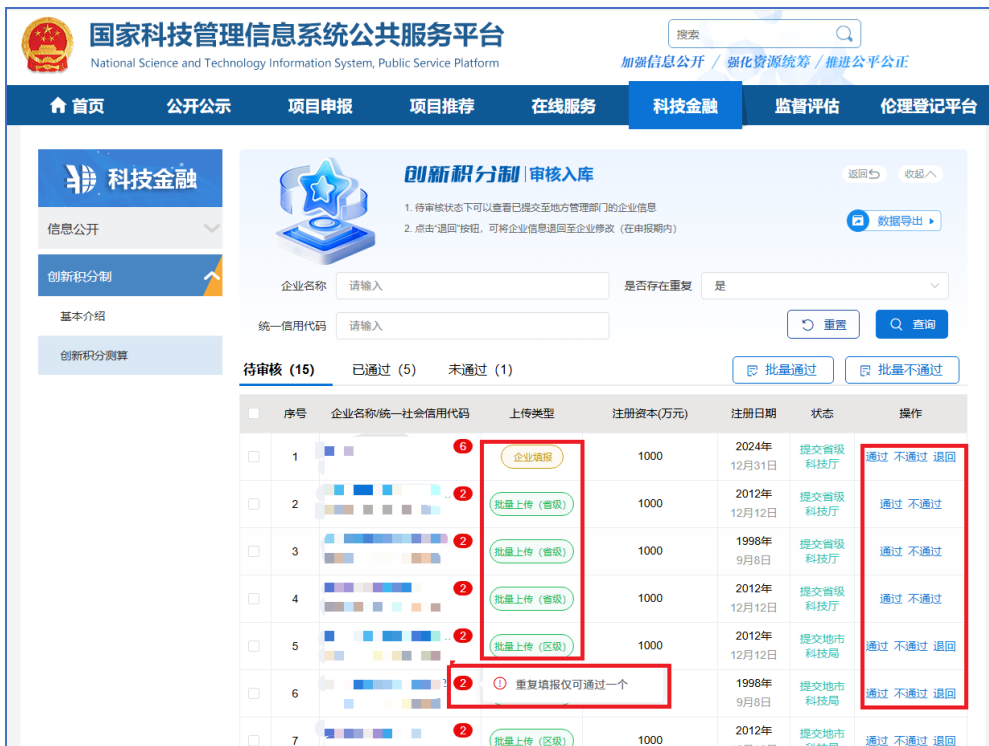 国家科技管理信息系统公共服务平台
National Science and Technology Information System, Public Service Platform
搜索
加强信息公开 / 强化资源统筹 / 推进公平公正
首页 公开公示 项目申报 项目推荐 在线服务 科技金融 监督评估 伦理登记平台
科技金融
信息公开
创新积分制
基本介绍
创新积分测算
创新积分制 | 审核入库
返回 收起
1. 待审核状态下可以查看已提交至地方管理部门的企业信息
2. 点击“退回”按钮，可将企业信息退回至企业修改（在申报期内）
数据导出
企业名称 请输入 是否存在重复 是
统一信用代码 请输入 重置 查询
待审核（15） 已通过（5） 未通过（1） 批量通过 批量不通过
序号 企业名称/统一社会信用代码 上传类型 注册资本(万元) 注册日期 状态 操作
1 6 企业填报 1000 2024年 12月31日 提交省级科技厅 通过 不通过 退回
2 2 批量上传（省级） 1000 2012年 12月12日 提交省级科技厅 通过 不通过
3 2 批量上传（省级） 1000 1998年 9月8日 提交省级科技厅 通过 不通过
4 2 批量上传（省级） 1000 2012年 12月12日 提交省级科技厅 通过 不通过
5 2 批量上传（区级） 1000 2012年 12月12日 提交地市科技局 通过 不通过 退回
6 2 重复填报仅可通过一个 1998年 9月8日 提交地市科技局 通过 不通过 退回
7 2 批量上传（区级） 1000 2012年 提交地市 通过 不通过 退回